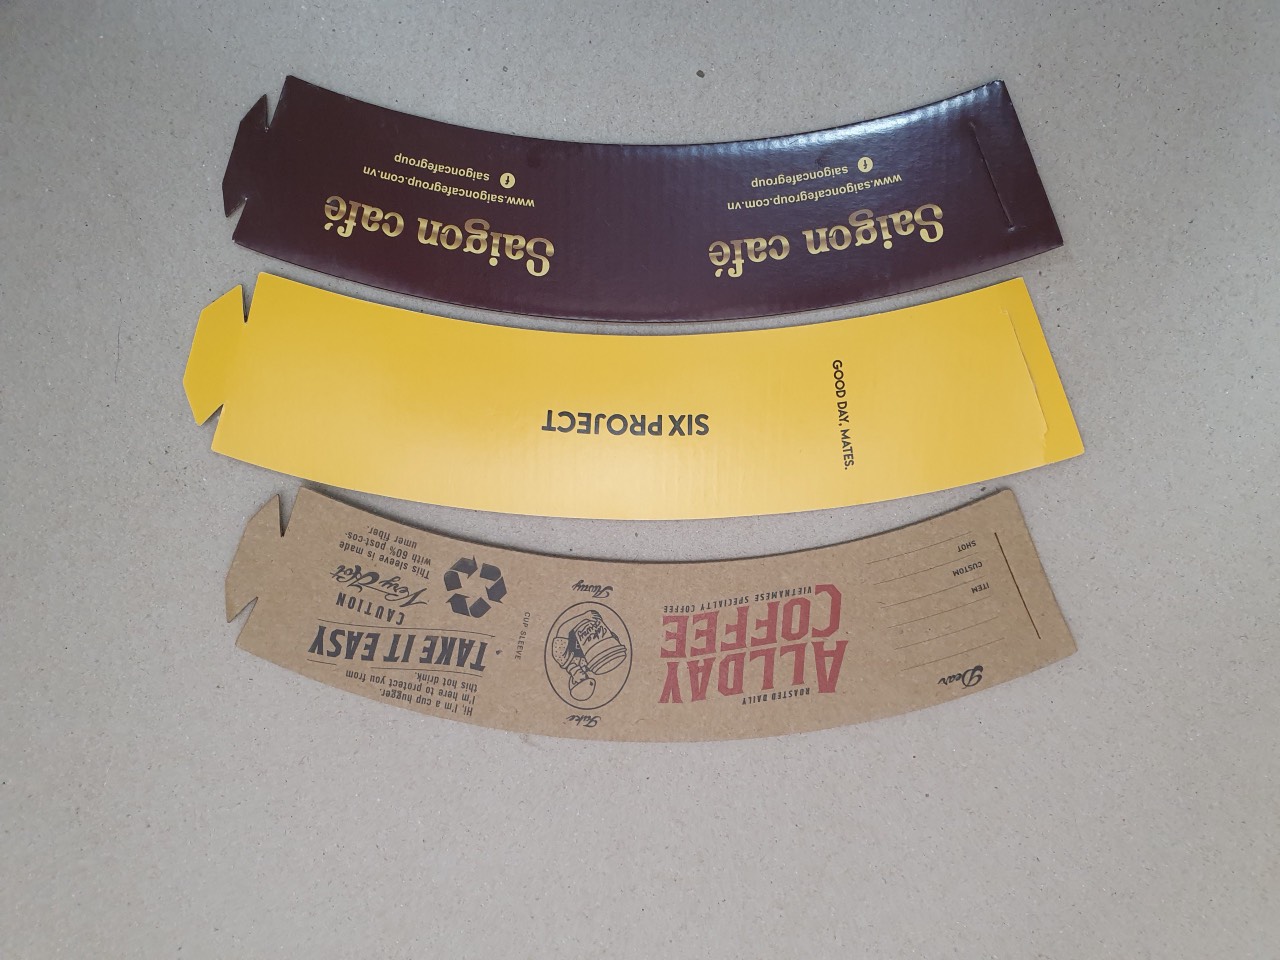 Saigon café
www.saigoncafegroup.com.vn
saigoncafegroup
Saigon café
www.saigoncafegroup.com.vn
saigoncafegroup
SIX PROJECT
GOOD DAY, MATES.
Dear
ITEM
CUSTOM
SHOT
ROASTED DAILY
ALLDAY
COFFEE
VIETNAMESE SPECIALTY COFFEE
Take
Away
CUP SLEEVE
Hi, I'm a cup hugger.
I'm here to protect you from
this hot drink.
TAKE IT EASY
CAUTION
Very Hot
This sleeve is made
with 60% post-cos-
umer fiber.